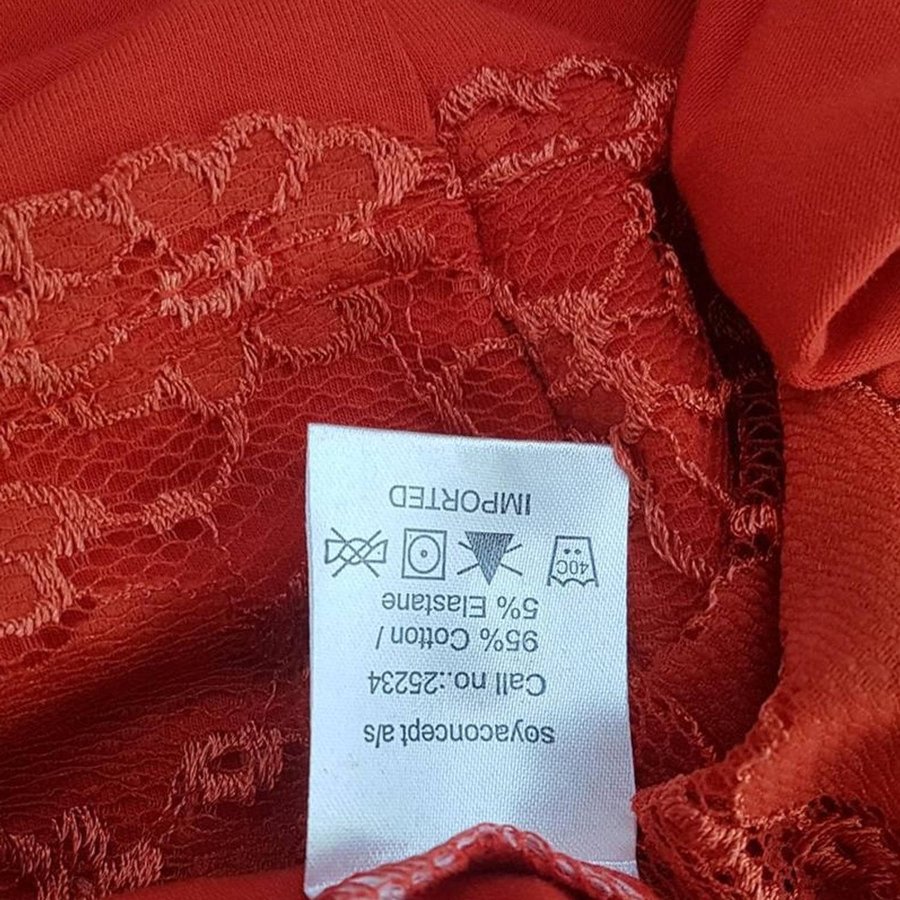 soyaconcept a/s
Call no.:25234
95% Cotton /
5% Elastane
40C
IMPORTED